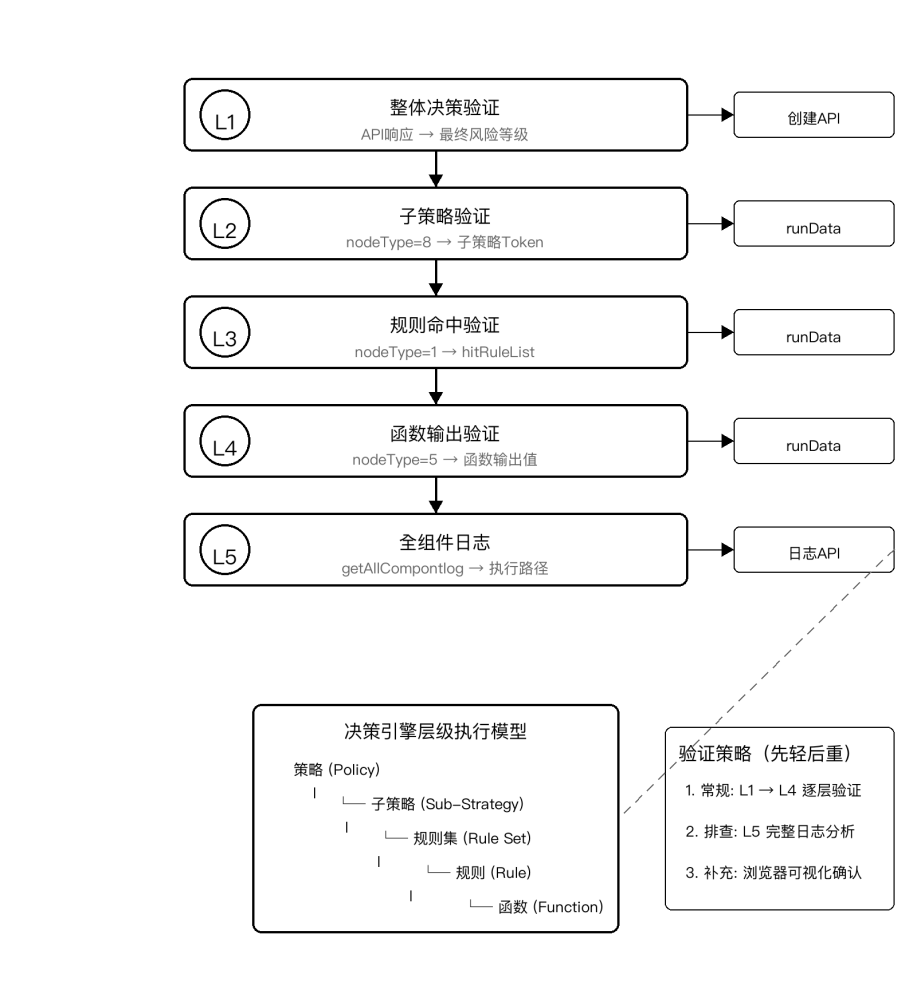 L1
整体决策验证
API响应 → 最终风险等级
创建API
L2
子策略验证
nodeType=8 → 子策略Token
runData
L3
规则命中验证
nodeType=1 → hitRuleList
runData
L4
函数输出验证
nodeType=5 → 函数输出值
runData
L5
全组件日志
getAllCompontlog → 执行路径
日志API
决策引擎层级执行模型
策略 (Policy)
└── 子策略 (Sub-Strategy)
└── 规则集 (Rule Set)
└── 规则 (Rule)
└── 函数 (Function)
验证策略（先轻后重）
1. 常规: L1 → L4 逐层验证
2. 排查: L5 完整日志分析
3. 补充: 浏览器可视化确认